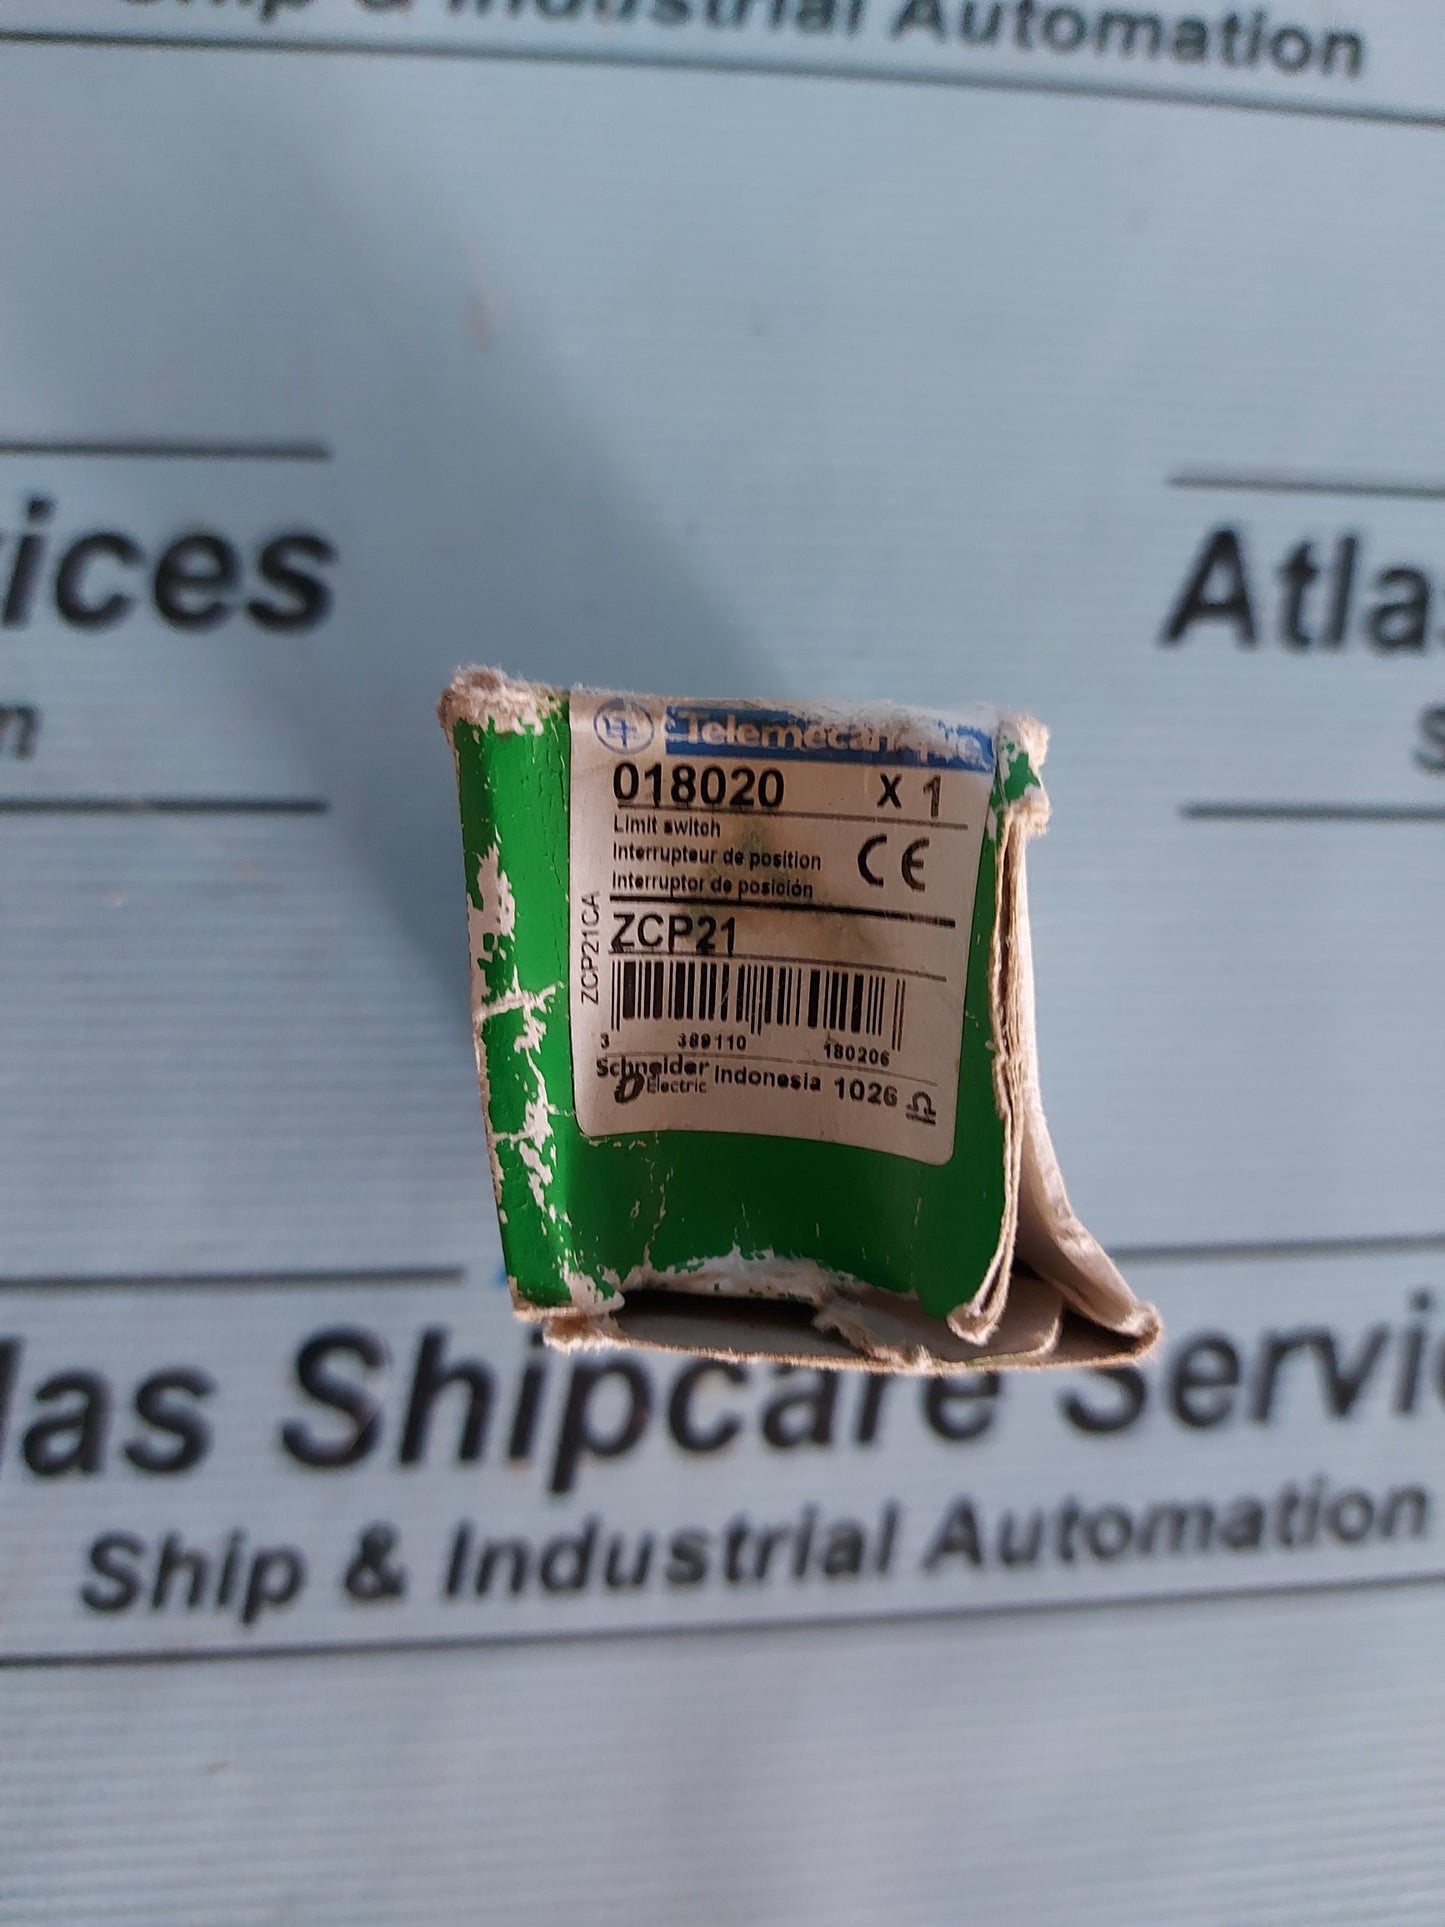 & Industrial Automation
ices
Atlas
Telemecanique
018020 X 1
Limit switch
Interrupteur de position
Interruptor de posición
CE
ZCP21
ZCP21CA
3 389110 180206
Schneider Electric Indonesia 1026
las Shipcare Servi
Ship & Industrial Automation